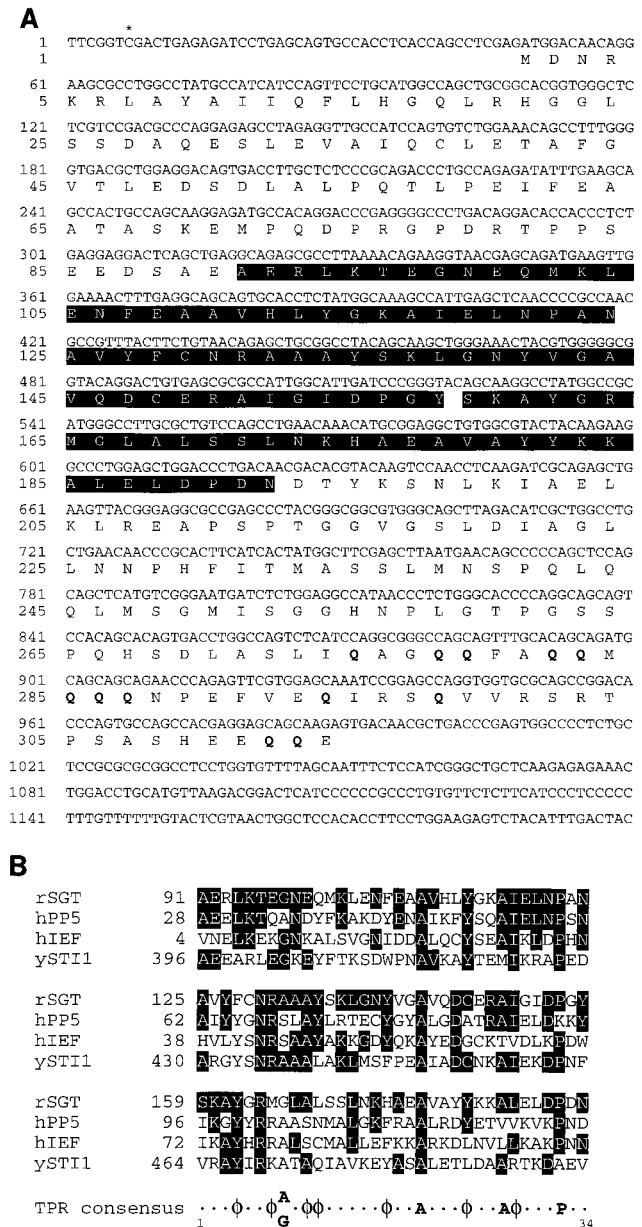 A
*
1 TTCGGTCGACTGAGAGATCCTGAGCAGTGCCACCTCACCAGCCTCGAGATGGACAACAGG
1 M D N R
61 AAGCGCCTGGCCTATGCCATCATCCAGTTCCTGCATGGCCAGCTGCGGCACGGTGGGCTC
5 K R L A Y A I I Q F L H G Q L R H G G L
121 TCGTCCGACGCCCAGGAGAGCCTAGAGGTTGCCATCCAGTGTCTGGAAACAGCCTTTGGG
25 S S D A Q E S L E V A I Q C L E T A F G
181 GTGACGCTGGAGGACAGTGACCTTGCTCTCCCGCAGACCCTGCCAGAGATATTTGAAGCA
45 V T L E D S D L A L P Q T L P E I F E A
241 GCCACTGCCAGCAAGGAGATGCCACAGGACCCGAGGGGCCCTGACAGGACACCACCCTCT
65 A T A S K E M P Q D P R G P D R T P P S
301 GAGGAGGACTCAGCTGAGGCAGAGCGCCTTAAAACAGAAGGTAACGAGCAGATGAAGTTG
85 E E D S A E A E R L K T E G N E Q M K L
361 GAAAACTTTGAGGCAGCAGTGCACCTCTATGGCAAAGCCATTGAGCTCAACCCCGCCAAC
105 E N F E A A V H L Y G K A I E L N P A N
421 GCCGTTTACTTCTGTAACAGAGCTGCGGCCTACAGCAAGCTGGGAAACTACGTGGGGGCG
125 A V Y F C N R A A A Y S K L G N Y V G A
481 GTACAGGACTGTGAGCGCGCCATTGGCATTGATCCCGGGTACAGCAAGGCCTATGGCCGC
145 V Q D C E R A I G I D P G Y S K A Y G R
541 ATGGGCCTTGCGCTGTCCAGCCTGAACAAACATGCGGAGGCTGTGGCGTACTACAAGAAG
165 M G L A L S S L N K H A E A V A Y Y K K
601 GCCCTGGAGCTGGACCCTGACAACGACACGTACAAGTCCAACCTCAAGATCGCAGAGCTG
185 A L E L D P D N D T Y K S N L K I A E L
661 AAGTTACGGGAGGCGCCGAGCCCTACGGGCGGCGTGGGCAGCTTAGACATCGCTGGCCTG
205 K L R E A P S P T G G V G S L D I A G L
721 CTGAACAACCCGCACTTCATCACTATGGCTTCGAGCTTAATGAACAGCCCCCAGCTCCAG
225 L N N P H F I T M A S S L M N S P Q L Q
781 CAGCTCATGTCGGGAATGATCTCTGGAGGCCATAACCCTCTGGGCACCCCAGGCAGCAGT
245 Q L M S G M I S G G H N P L G T P G S S
841 CCACAGCACAGTGACCTGGCCAGTCTCATCCAGGCGGGCCAGCAGTTTGCACAGCAGATG
265 P Q H S D L A S L I Q A G Q Q F A Q Q M
901 CAGCAGCAGAACCCAGAGTTCGTGGAGCAAATCCGGAGCCAGGTGGTGCGCAGCCGGACA
285 Q Q Q N P E F V E Q I R S Q V V R S R T
961 CCCAGTGCCAGCCACGAGGAGCAGCAAGAGTGACAACGCTGACCCGAGTGGCCCCTCTGC
305 P S A S H E E Q Q E
1021 TCCGCGCGCGGCCTCCTGGTGTTTTAGCAATTTCTCCATCGGGCTGCTCAAGAGAGAAAC
1081 TGGACCTGCATGTTAAGACGGACTCATCCCCCCGCCCTGTGTTCTCTTCATCCCTCCCCC
1141 TTTGTTTTTTGTACTCGTAACTGGCTCCACACCTTCCTGGAAGAGTCTACATTTGACTAC
B
rSGT 91 AERLKTEGNEQMKLENFEAAVHLYGKAIELNPAN
hPP5 28 AEELKTQANDYFKAKDYENAIKFYSQAIELNPSN
hIEF 4 VNELKEKGNKALSVGNIDDALQCYSEAIKLDPHN
ySTI1 396 AEEARLEGKEYFTKSDWPNAVKAYTEMIKRAPED
rSGT 125 AVYFCNRAAAYSKLGNYVGAVQDCERAIGIDPGY
hPP5 62 AIYYGNRSLAYLRTECYGYALGDATRAIELDKKY
hIEF 38 HVLYSNRSAAYAKKGDYQKAYEDGCKTVDLKPDW
ySTI1 430 ARGYSNRAAALAKLMSFPEAIADCNKAIEKDPNF
rSGT 159 SKAYGRMGLALSSLNKHAEAVAYYKKALELDPDN
hPP5 96 IKGYYRRAASNMALGKFRAALRDYETVVKVKPND
hIEF 72 IKAYHRRALSCMALLEFKKARKDLNVLLKAKPNN
ySTI1 464 VRAYIRKATAQIAVKEYASALETLDAARTKDAEV
A
TPR consensus ····ϕ··ϕ·ϕϕ·····ϕ··A···ϕ··Aϕ···P··
G
1 34